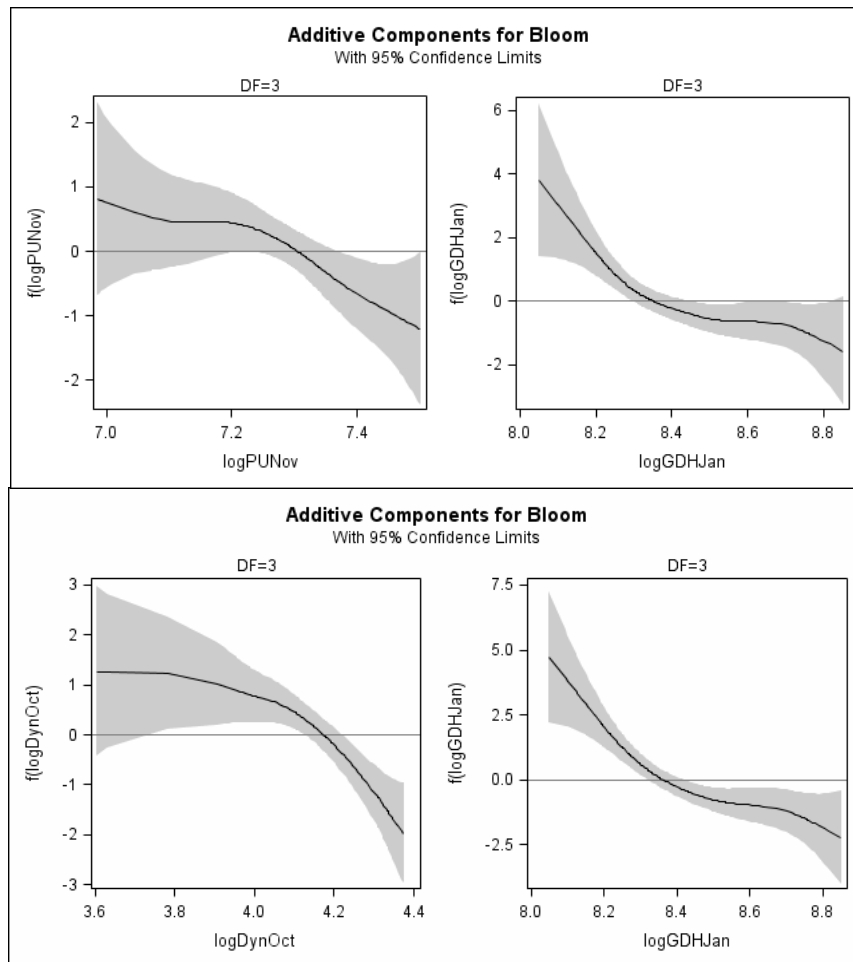 Additive Components for Bloom
With 95% Confidence Limits
DF=3
2
1
0
-1
-2
f(logPUNov)
7.0
7.2
7.4
logPUNov
DF=3
6
4
2
0
-2
f(logGDHJan)
8.0
8.2
8.4
8.6
8.8
logGDHJan
Additive Components for Bloom
With 95% Confidence Limits
DF=3
3
2
1
0
-1
-2
-3
f(logDynOct)
3.6
3.8
4.0
4.2
4.4
logDynOct
DF=3
7.5
5.0
2.5
0.0
-2.5
f(logGDHJan)
8.0
8.2
8.4
8.6
8.8
logGDHJan